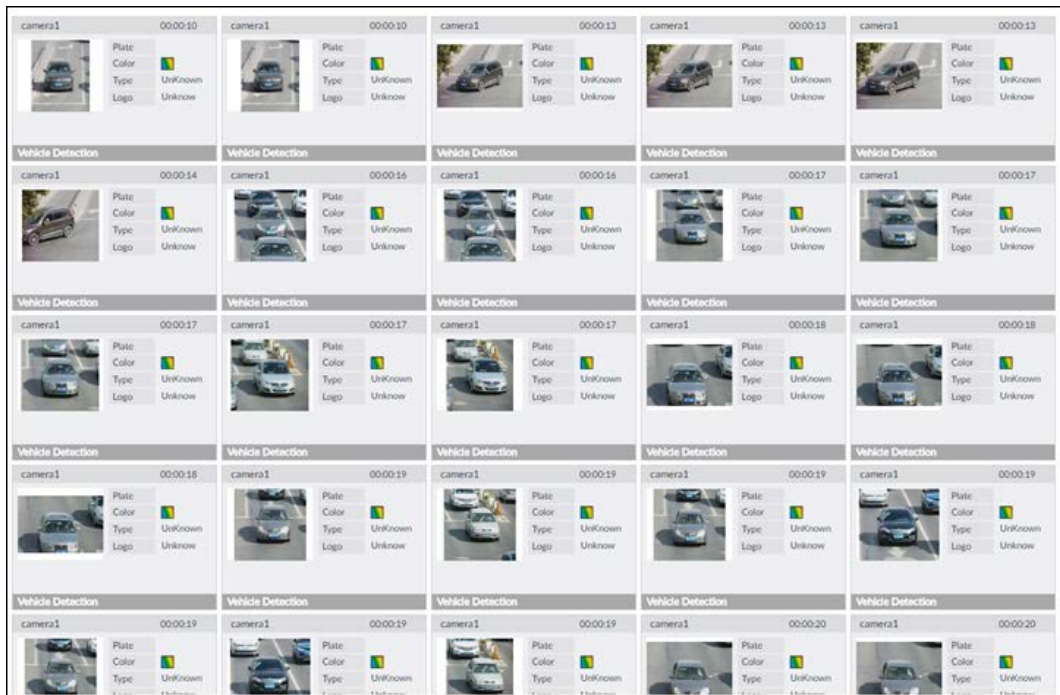 camera1 00:00:10 camera1 00:00:10 camera1 00:00:13 camera1 00:00:13 camera1 00:00:13
Plate Plate Plate Plate Plate
Color Color Color Color Color
Type UnKnown Type UnKnown Type UnKnown Type UnKnown Type UnKnown
Logo Unknow Logo Unknow Logo Unknow Logo Unknow Logo Unknow
Vehicle Detection Vehicle Detection Vehicle Detection Vehicle Detection Vehicle Detection
camera1 00:00:14 camera1 00:00:16 camera1 00:00:16 camera1 00:00:17 camera1 00:00:17
Plate Plate Plate Plate Plate
Color Color Color Color Color
Type UnKnown Type UnKnown Type UnKnown Type UnKnown Type UnKnown
Logo Unknow Logo Unknow Logo Unknow Logo Unknow Logo Unknow
Vehicle Detection Vehicle Detection Vehicle Detection Vehicle Detection Vehicle Detection
camera1 00:00:17 camera1 00:00:17 camera1 00:00:17 camera1 00:00:18 camera1 00:00:18
Plate Plate Plate Plate Plate
Color Color Color Color Color
Type UnKnown Type UnKnown Type UnKnown Type UnKnown Type UnKnown
Logo Unknow Logo Unknow Logo Unknow Logo Unknow Logo Unknow
Vehicle Detection Vehicle Detection Vehicle Detection Vehicle Detection Vehicle Detection
camera1 00:00:18 camera1 00:00:19 camera1 00:00:19 camera1 00:00:19 camera1 00:00:19
Plate Plate Plate Plate Plate
Color Color Color Color Color
Type UnKnown Type UnKnown Type UnKnown Type UnKnown Type UnKnown
Logo Unknow Logo Unknow Logo Unknow Logo Unknow Logo Unknow
Vehicle Detection Vehicle Detection Vehicle Detection Vehicle Detection Vehicle Detection
camera1 00:00:19 camera1 00:00:19 camera1 00:00:19 camera1 00:00:20 camera1 00:00:20
Plate Plate Plate Plate Plate
Color Color Color Color Color
Type UnKnown Type UnKnown Type UnKnown Type UnKnown Type UnKnown